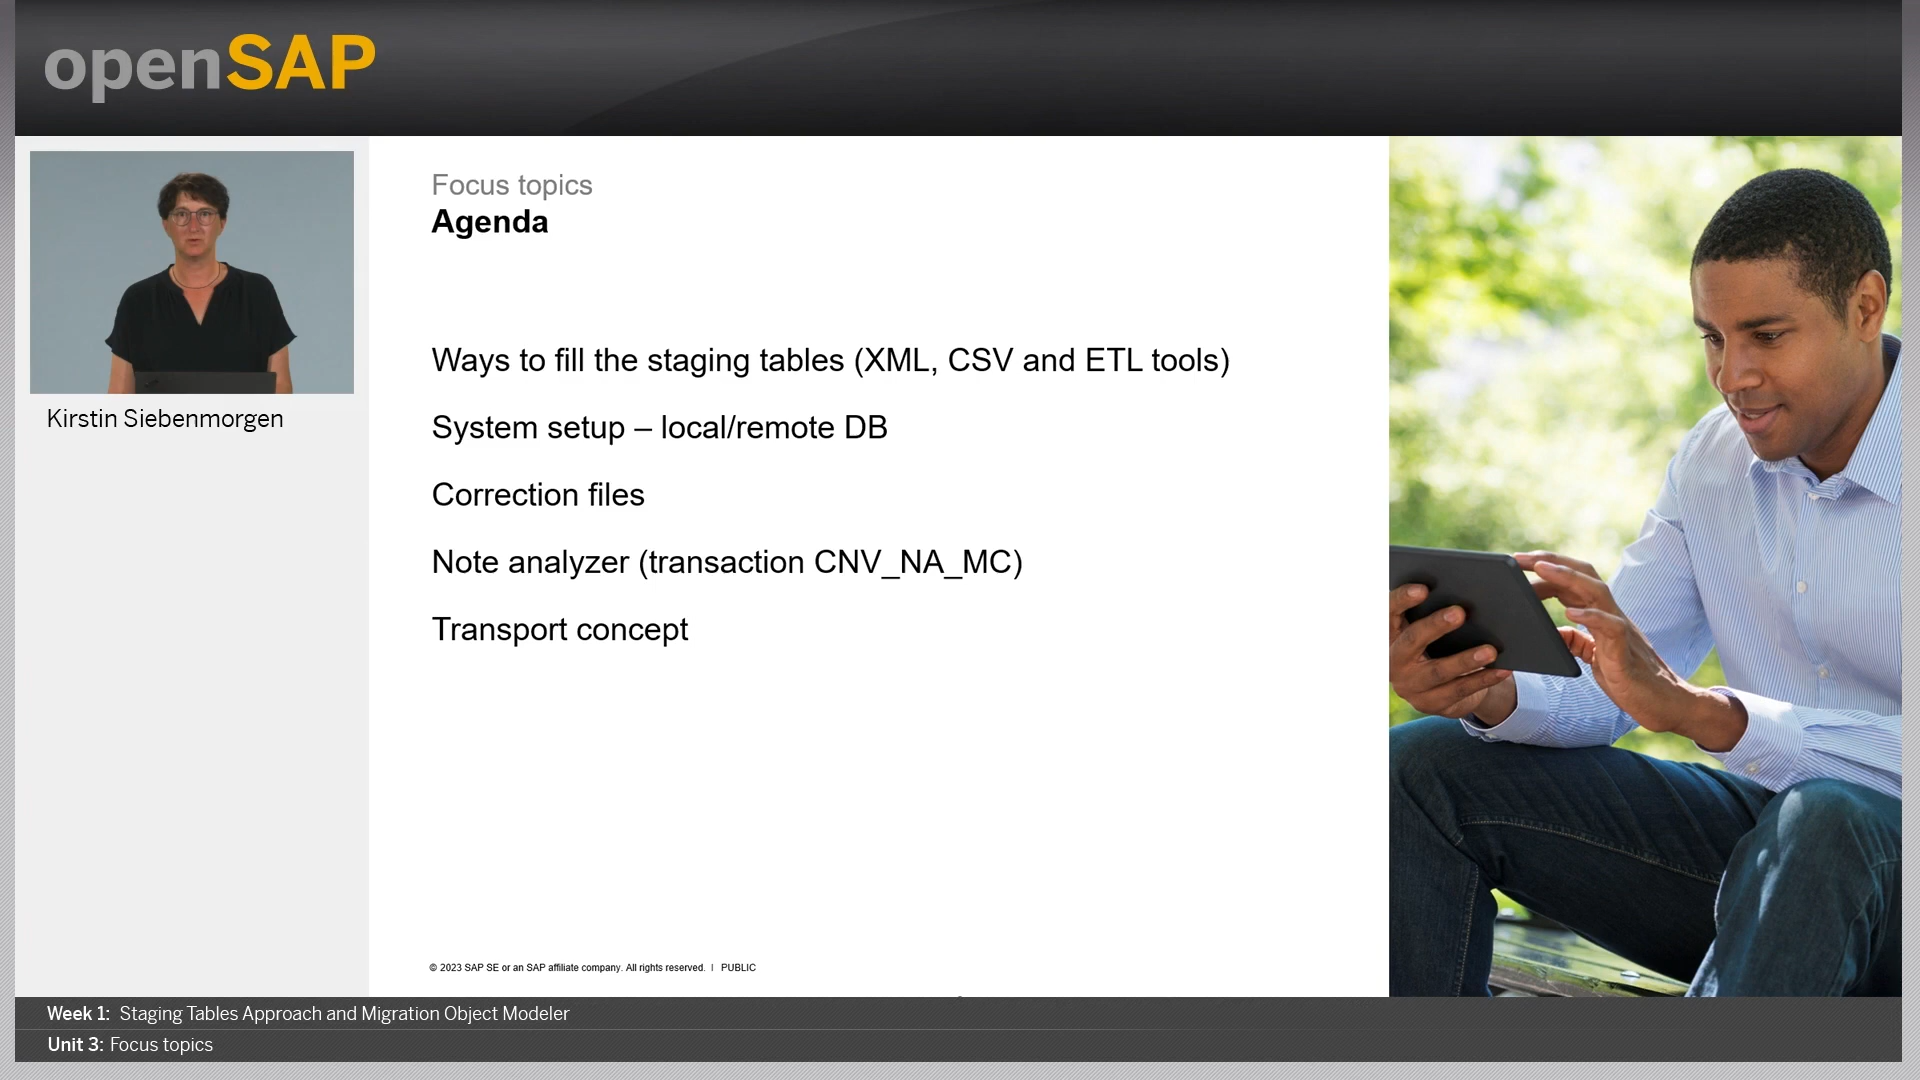 openSAP
Kirstin Siebenmorgen
Focus topics
Agenda
Ways to fill the staging tables (XML, CSV and ETL tools)
System setup – local/remote DB
Correction files
Note analyzer (transaction CNV_NA_MC)
Transport concept
© 2023 SAP SE or an SAP affiliate company. All rights reserved. | PUBLIC
Week 1: Staging Tables Approach and Migration Object Modeler
Unit 3: Focus topics